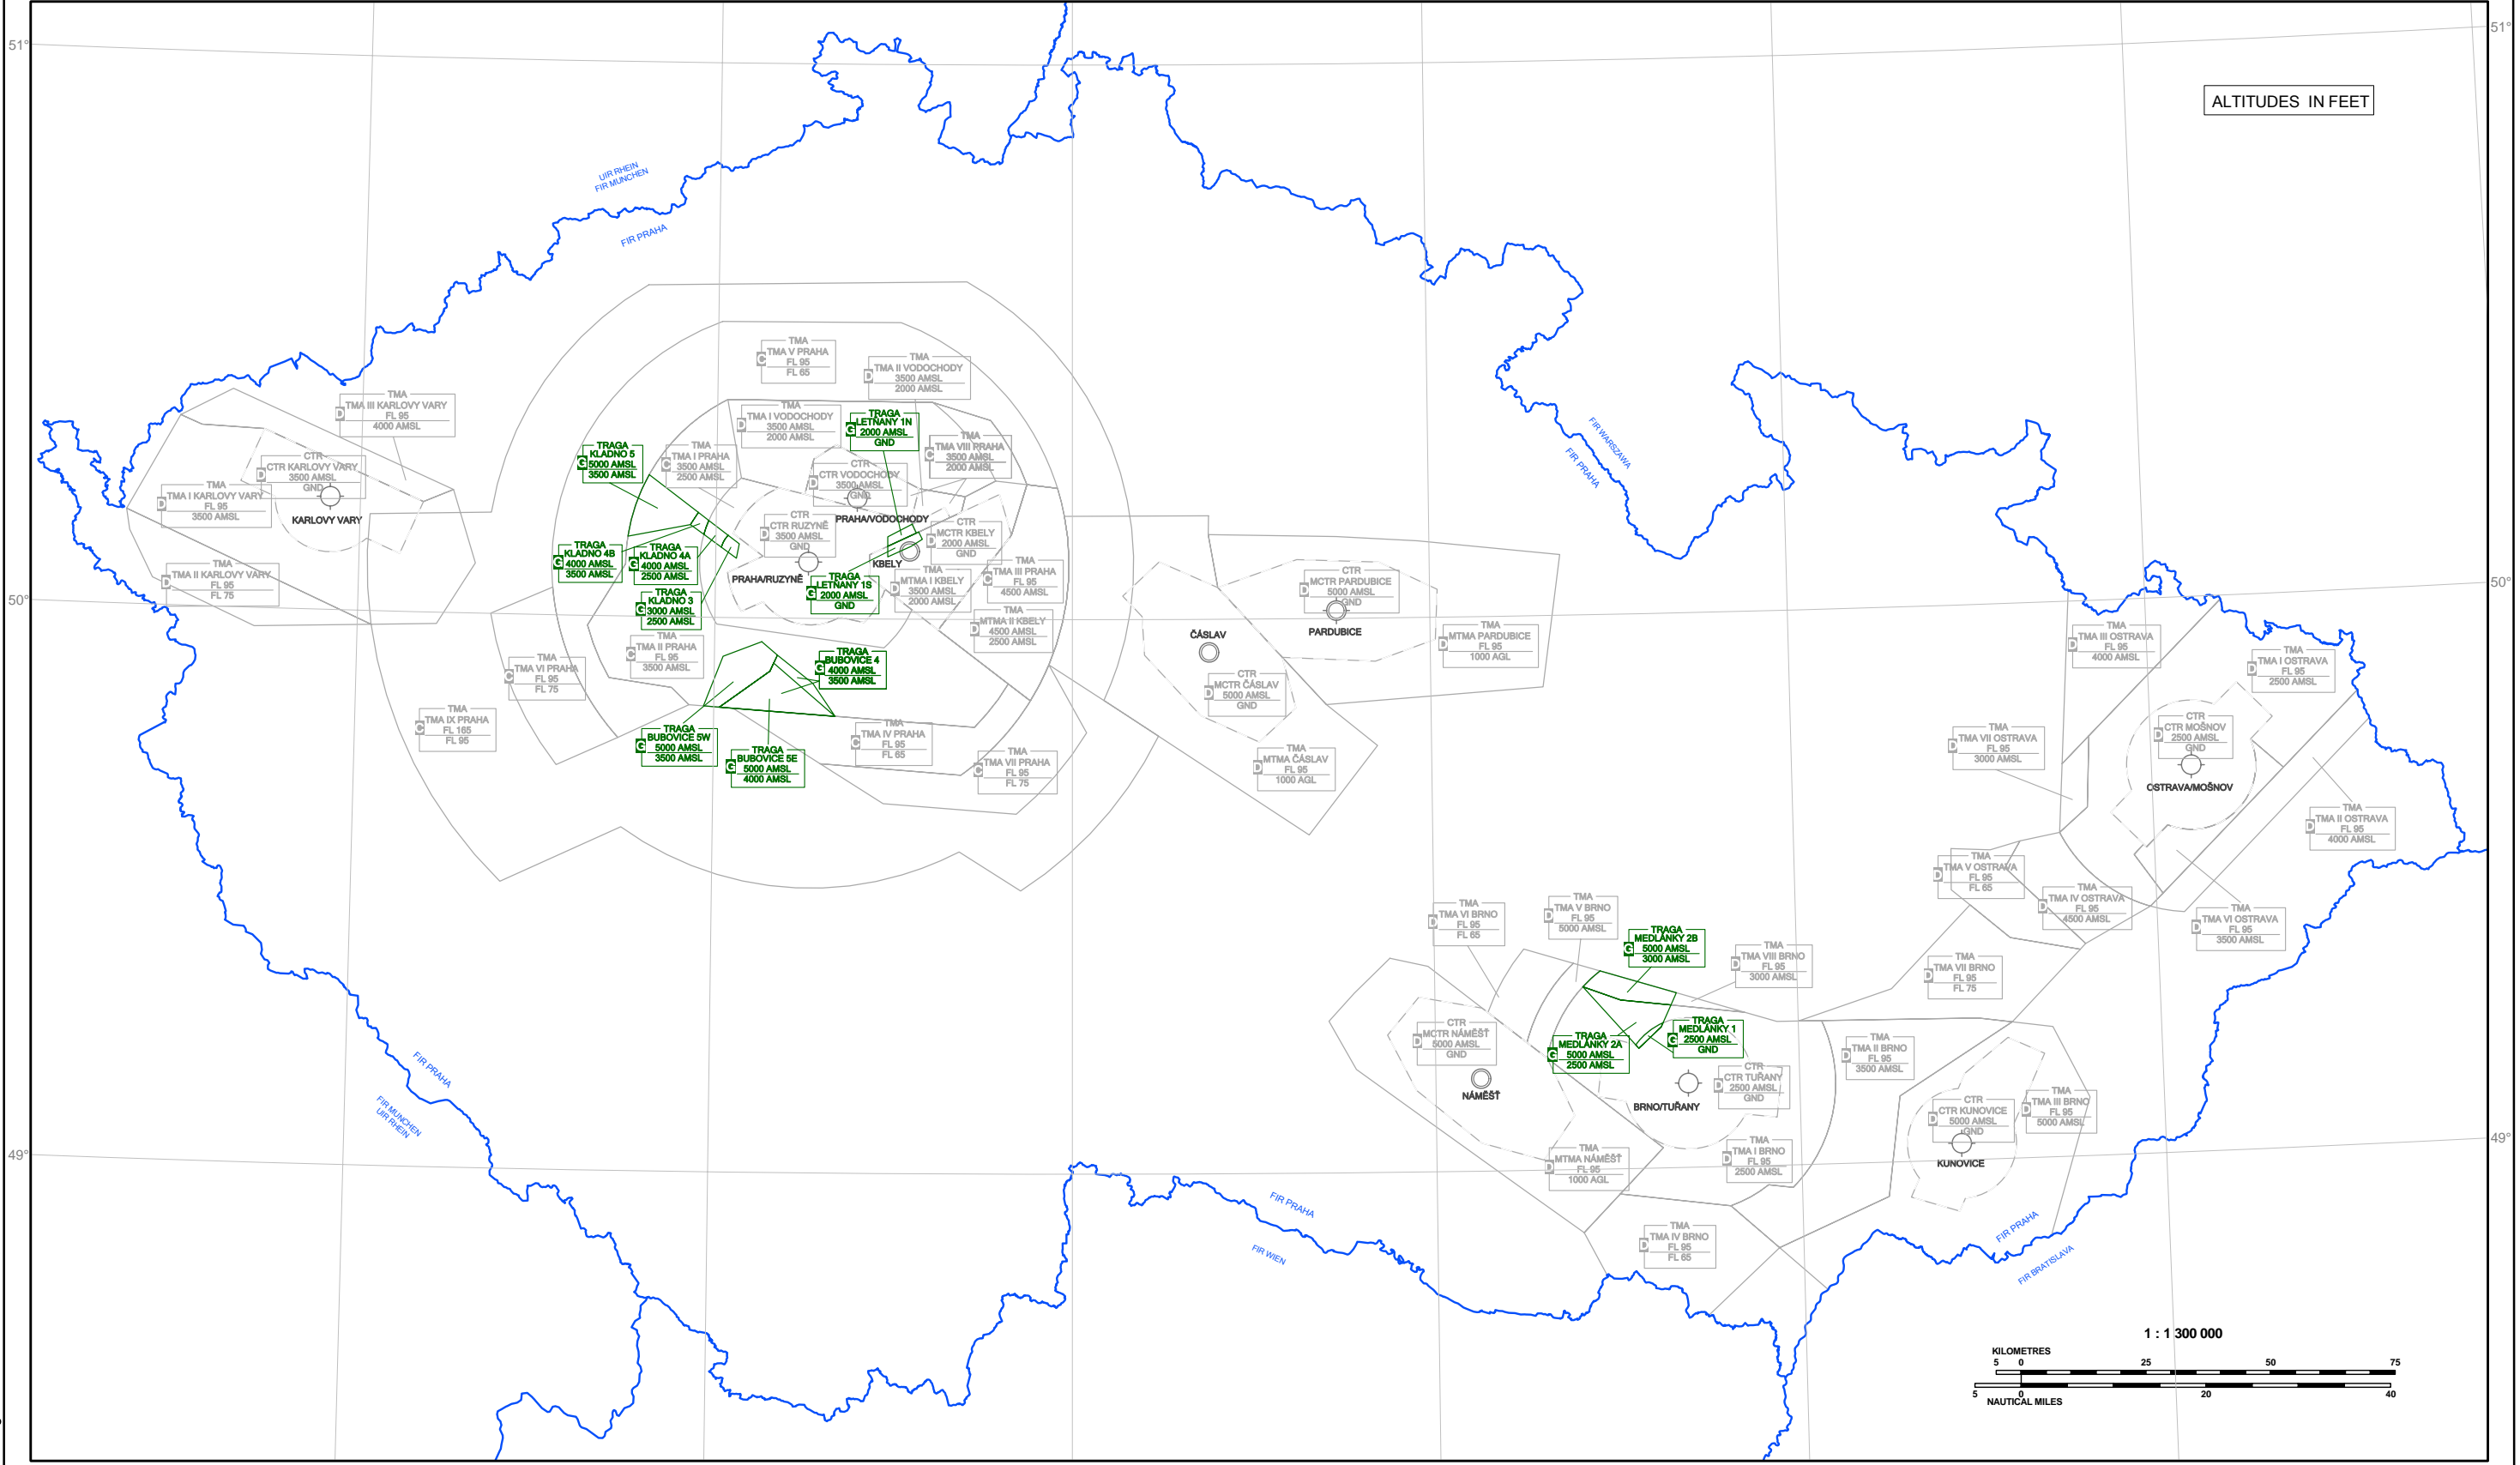 51°
51°
ALTITUDES IN FEET
UIR RHEIN
FIR MUNCHEN
FIR PRAHA
TMA
TMA V PRAHA
C
FL 95
FL 65
TMA
TMA II VODOCHODY
D
3500 AMSL
2000 AMSL
TMA
TMA III KARLOVY VARY
D
FL 95
4000 AMSL
TMA
TMA I VODOCHODY
D
3500 AMSL
2000 AMSL
TRAGA
LETŇANY 1N
G
2000 AMSL
GND
TRAGA
KLADNO 5
G
5000 AMSL
3500 AMSL
TMA
TMA I PRAHA
C
3500 AMSL
2500 AMSL
TMA
TMA VIII PRAHA
C
3500 AMSL
2000 AMSL
CTR
CTR KARLOVY VARY
D
3500 AMSL
GND
CTR
CTR VODOCHODY
D
3500 AMSL
GND
TMA
TMA I KARLOVY VARY
D
FL 95
3500 AMSL
KARLOVY VARY
PRAHA/VODOCHODY
CTR
CTR RUZYNĚ
D
3500 AMSL
GND
CTR
MCTR KBELY
D
2000 AMSL
GND
TRAGA
KLADNO 4B
G
4000 AMSL
3500 AMSL
TRAGA
KLADNO 4A
G
4000 AMSL
2500 AMSL
PRAHA/RUZYNĚ
KBELY
TMA
TMA II KARLOVY VARY
D
FL 95
FL 75
TRAGA
LETŇANY 1S
G
2000 AMSL
GND
TMA
MTMA I KBELY
D
3500 AMSL
2000 AMSL
TMA
TMA III PRAHA
C
FL 95
4500 AMSL
TRAGA
KLADNO 3
G
3000 AMSL
2500 AMSL
TMA
MTMA II KBELY
D
4500 AMSL
2500 AMSL
50°
50°
TMA
TMA II PRAHA
C
FL 95
3500 AMSL
TMA
TMA VI PRAHA
C
FL 95
FL 75
TRAGA
BUBOVICE 4
G
4000 AMSL
3500 AMSL
TMA
TMA IX PRAHA
C
FL 165
FL 95
TRAGA
BUBOVICE 5W
G
5000 AMSL
3500 AMSL
TRAGA
BUBOVICE 5E
G
5000 AMSL
4000 AMSL
TMA
TMA IV PRAHA
C
FL 95
FL 65
TMA
TMA VII PRAHA
C
FL 95
FL 75
CTR
MCTR PARDUBICE
D
5000 AMSL
GND
PARDUBICE
ČÁSLAV
TMA
MTMA PARDUBICE
D
FL 95
1000 AGL
CTR
MCTR ČÁSLAV
D
5000 AMSL
GND
TMA
MTMA ČÁSLAV
D
FL 95
1000 AGL
FIR WARSZAWA
FIR PRAHA
TMA
TMA III OSTRAVA
D
FL 95
4000 AMSL
TMA
TMA I OSTRAVA
D
FL 95
2500 AMSL
TMA
TMA VII OSTRAVA
D
FL 95
3000 AMSL
CTR
CTR MOŠNOV
D
2500 AMSL
GND
OSTRAVA/MOŠNOV
TMA
TMA II OSTRAVA
D
FL 95
4000 AMSL
TMA
TMA V OSTRAVA
D
FL 95
FL 65
TMA
TMA IV OSTRAVA
D
FL 95
4500 AMSL
TMA
TMA VI OSTRAVA
D
FL 95
3500 AMSL
TMA
TMA VI BRNO
D
FL 95
FL 65
TMA
TMA V BRNO
D
FL 95
5000 AMSL
TRAGA
MEDLÁNKY 2B
G
5000 AMSL
3000 AMSL
TMA
TMA VIII BRNO
D
FL 95
3000 AMSL
TMA
TMA VII BRNO
D
FL 95
FL 75
CTR
MCTR NÁMĚŠŤ
D
5000 AMSL
GND
NÁMĚŠŤ
TRAGA
MEDLÁNKY 2A
G
5000 AMSL
2500 AMSL
TRAGA
MEDLÁNKY 1
G
2500 AMSL
GND
CTR
CTR TUŘANY
D
2500 AMSL
GND
BRNO/TUŘANY
TMA
TMA II BRNO
D
FL 95
3500 AMSL
CTR
CTR KUNOVICE
D
5000 AMSL
GND
KUNOVICE
TMA
TMA III BRNO
D
FL 95
5000 AMSL
TMA
MTMA NÁMĚŠŤ
D
FL 95
1000 AGL
TMA
TMA I BRNO
D
FL 95
2500 AMSL
TMA
TMA IV BRNO
D
FL 95
FL 65
49°
49°
FIR PRAHA
FIR MUNCHEN
UIR RHEIN
FIR PRAHA
FIR WIEN
FIR PRAHA
FIR BRATISLAVA
1 : 1 300 000
KILOMETRES
5 0 25 50 75
5 0 20 40
NAUTICAL MILES